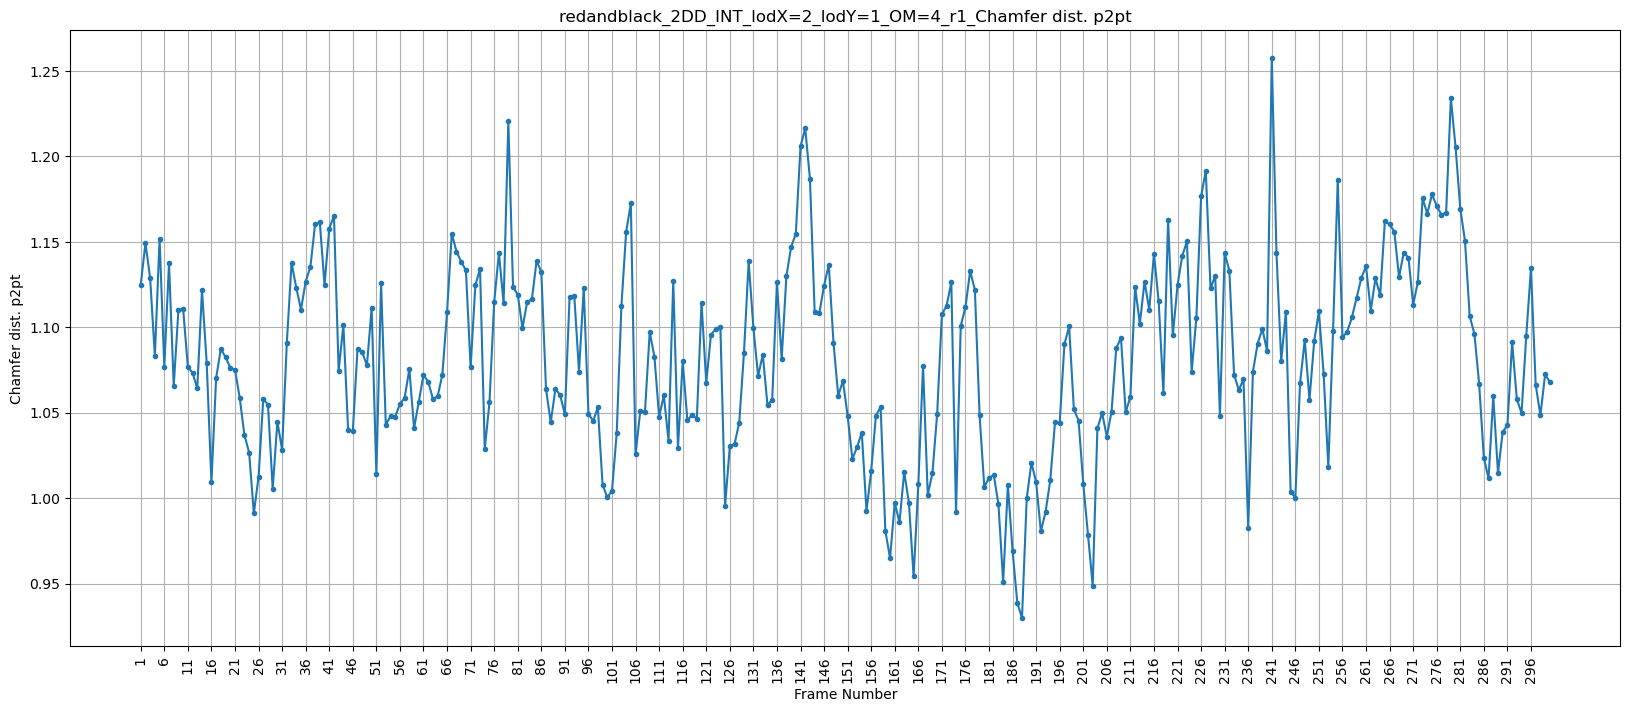 redandblack_2DD_INT_lodX=2_lodY=1_OM=4_r1_Chamfer dist. p2pt
Chamfer dist. p2pt
1.25
1.20
1.15
1.10
1.05
1.00
0.95
1 6 11 16 21 26 31 36 41 46 51 56 61 66 71 76 81 86 91 96 101 106 111 116 121 126 131 136 141 146 151 156 161 166 171 176 181 186 191 196 201 206 211 216 221 226 231 236 241 246 251 256 261 266 271 276 281 286 291 296
Frame Number